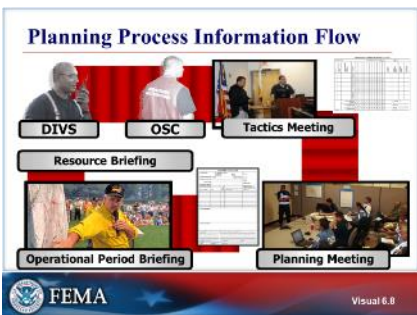 Planning Process Information Flow
DIVS
OSC
Tactics Meeting
Resource Briefing
Operational Period Briefing
Planning Meeting
FEMA
Visual 6.8